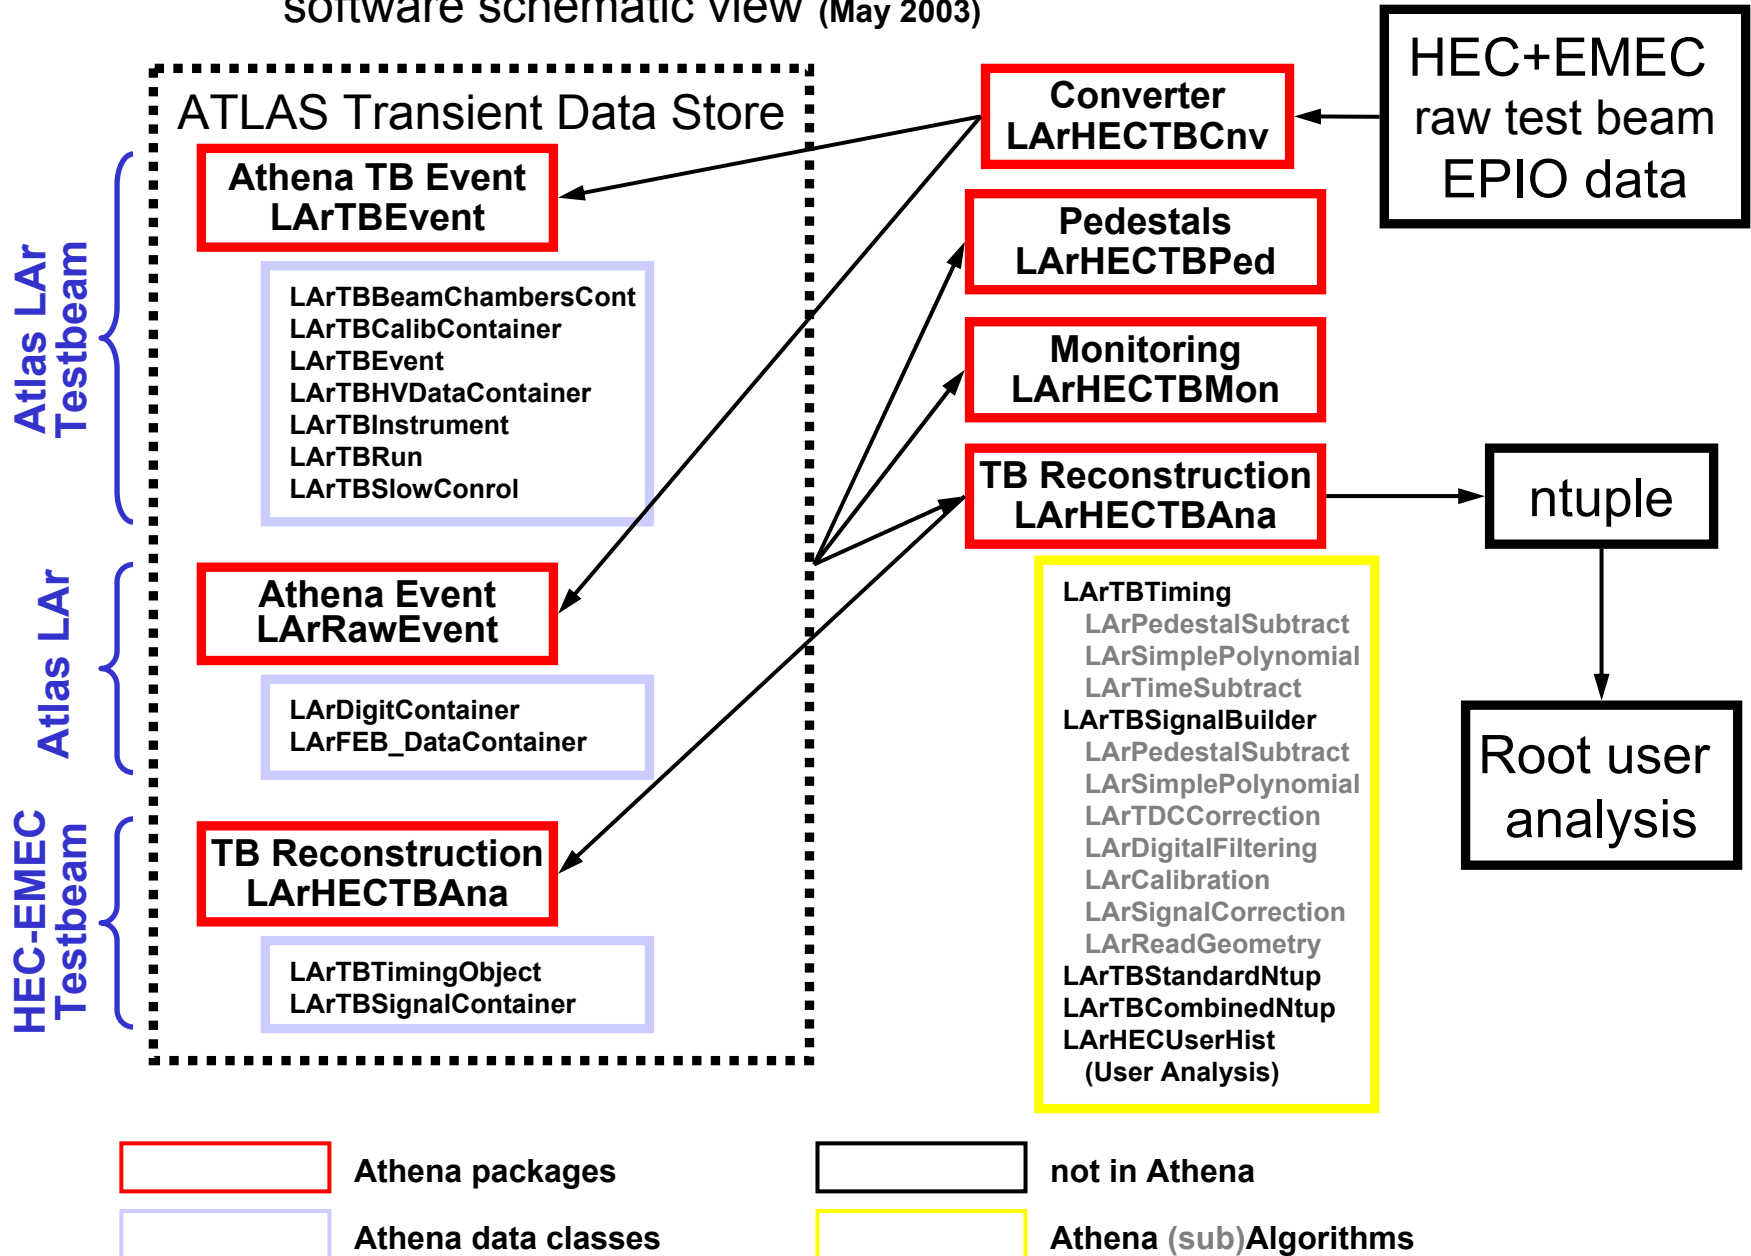 software schematic view (May 2003)
ATLAS Transient Data Store
Atlas LAr
Testbeam
Athena TB Event
LArTBEvent
LArTBBeamChambersCont
LArTBCalibContainer
LArTBEvent
LArTBHVDataContainer
LArTBInstrument
LArTBRun
LArTBSlowConrol
Atlas LAr
Athena Event
LArRawEvent
LArDigitContainer
LArFEB_DataContainer
HEC-EMEC
Testbeam
TB Reconstruction
LArHECTBAna
LArTBTimingObject
LArTBSignalContainer
Converter
LArHECTBCnv
HEC+EMEC
raw test beam
EPIO data
Pedestals
LArHECTBPed
Monitoring
LArHECTBMon
TB Reconstruction
LArHECTBAna
ntuple
Root user
analysis
LArTBTiming
LArPedestalSubtract
LArSimplePolynomial
LArTimeSubtract
LArTBSignalBuilder
LArPedestalSubtract
LArSimplePolynomial
LArTDCCorrection
LArDigitalFiltering
LArCalibration
LArSignalCorrection
LArReadGeometry
LArTBStandardNtup
LArTBCombinedNtup
LArHECUserHist
(User Analysis)
Athena packages
not in Athena
Athena data classes
Athena (sub)Algorithms